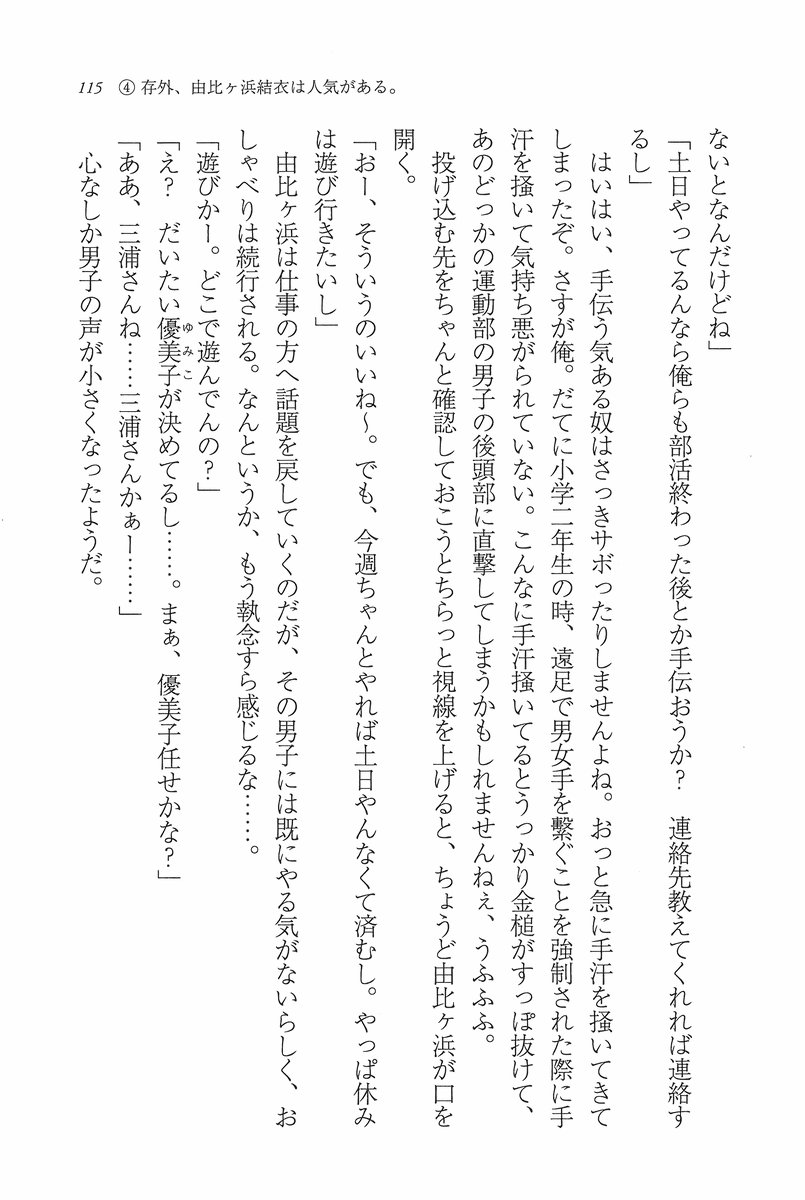 115　④ 存外、由比ヶ浜結衣は人気がある。
ないとなんだけどね」
「土日やってるんなら俺らも部活終わった後とか手伝おうか？　連絡先教えてくれれば連絡す
るし」
　はいはい、手伝う気ある奴はさっきサボったりしませんよね。おっと急に手汗を掻いてきて
しまったぞ。さすが俺。だてに小学二年生の時、遠足で男女手を繋ぐことを強制された際に手
汗を掻いて気持ち悪がられていない。こんなに手汗掻いてるとうっかり金槌がすっぽ抜けて、
あのどっかの運動部の男子の後頭部に直撃してしまうかもしれませんねぇ、うふふふ。
　投げ込む先をちゃんと確認しておこうとちらっと視線を上げると、ちょうど由比ヶ浜が口を
開く。
「おー、そういうのいいね〜。でも、今週ちゃんとやれば土日やんなくて済むし。やっぱ休み
は遊び行きたいし」
　由比ヶ浜は仕事の方へ話題を戻していくのだが、その男子には既にやる気がないらしく、お
しゃべりは続行される。なんというか、もう執念すら感じるな……。
「遊びかー。どこで遊んでんの？」
「え？　だいたい優美子が決めてるし……。まぁ、優美子任せかな？」
ゆみこ
「ああ、三浦さんね……三浦さんかぁー……」
　心なしか男子の声が小さくなったようだ。